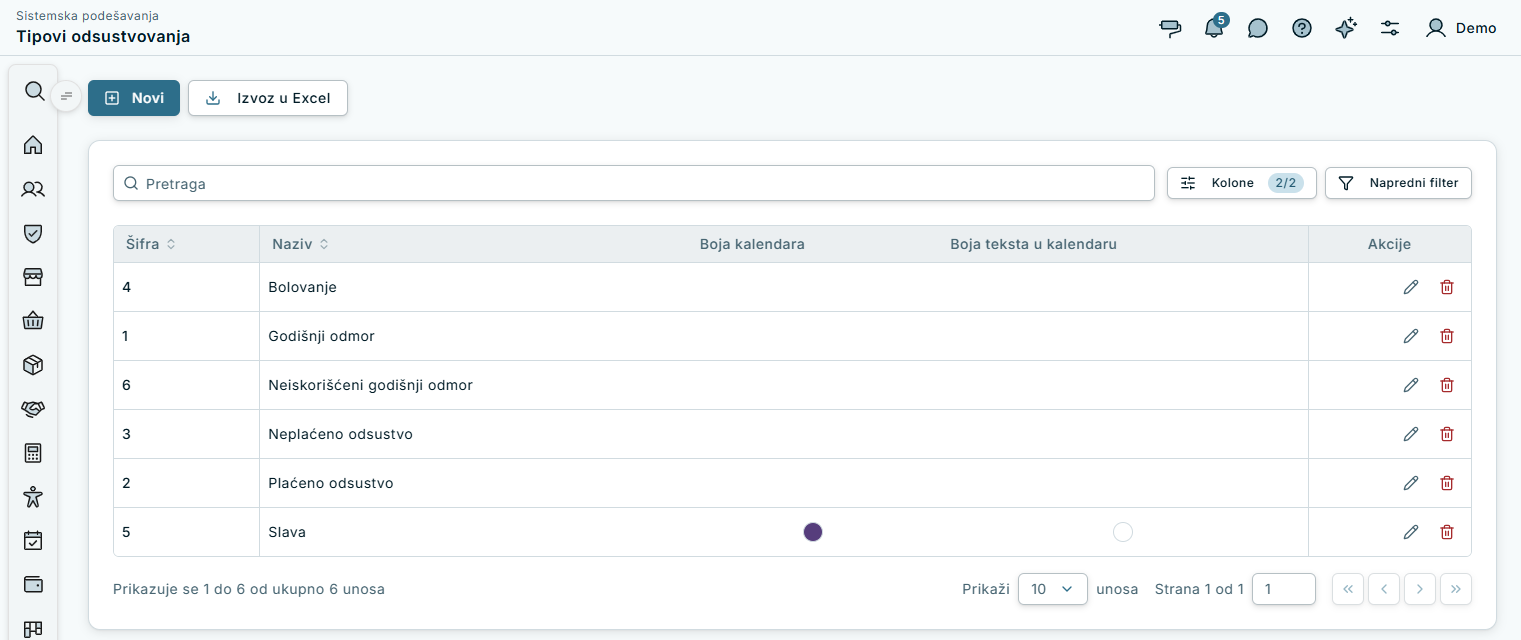 Sistemska podešavanja
Tipovi odsustvovanja
5
Demo
Novi
Izvoz u Excel
Pretraga
Kolone 2/2
Napredni filter
Šifra Naziv Boja kalendara Boja teksta u kalendaru Akcije
4 Bolovanje
1 Godišnji odmor
6 Neiskorišćeni godišnji odmor
3 Neplaćeno odsustvo
2 Plaćeno odsustvo
5 Slava
Prikazuje se 1 do 6 od ukupno 6 unosa
Prikaži 10 unosa Strana 1 od 1 1